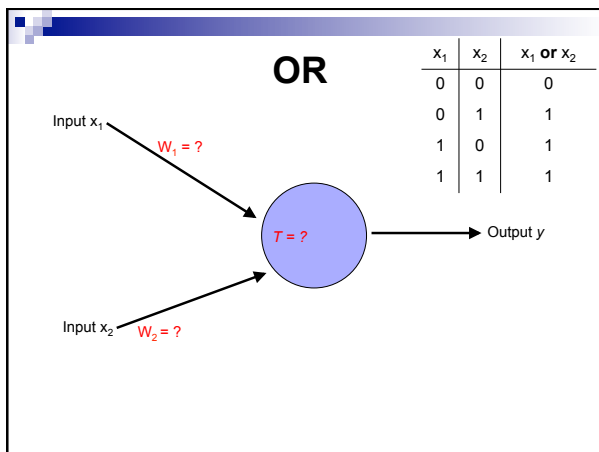 OR
x₁ x₂ x₁ or x₂
0 0 0
0 1 1
1 0 1
1 1 1
Input x₁
W₁ = ?
T = ?
Output y
Input x₂
W₂ = ?